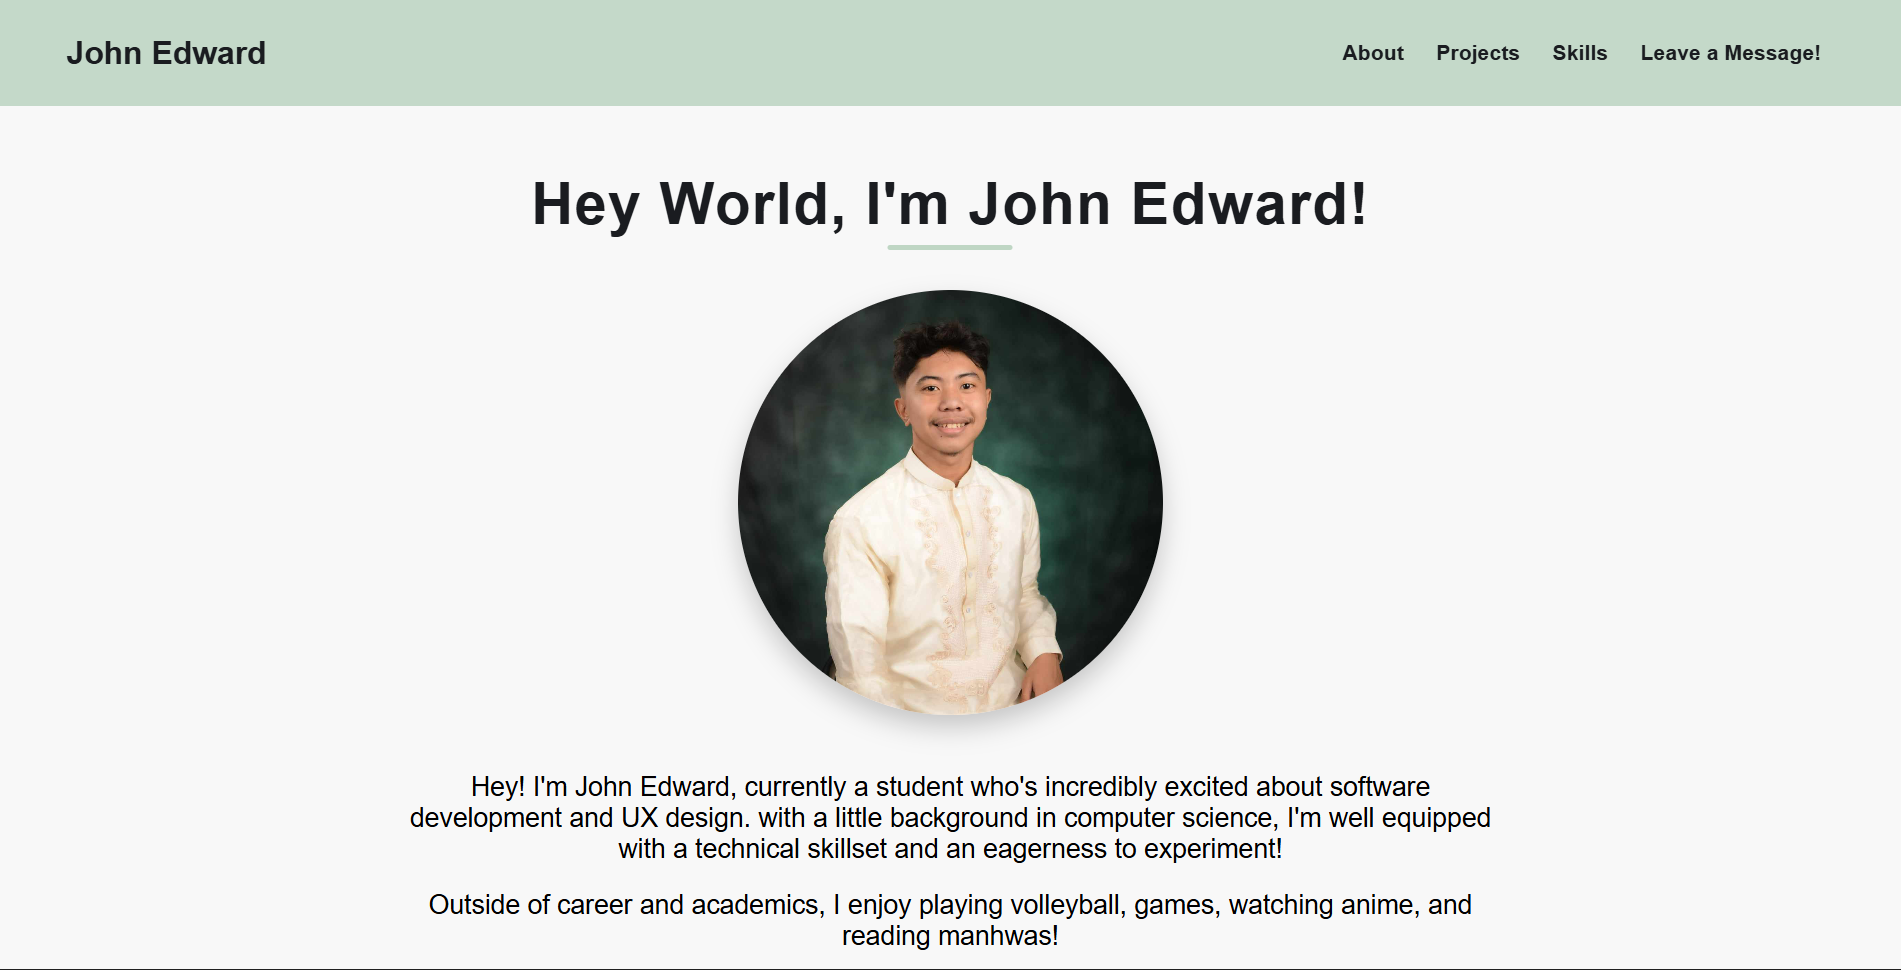 John Edward
About Projects Skills Leave a Message!
Hey World, I'm John Edward!
Hey! I'm John Edward, currently a student who's incredibly excited about software
development and UX design. with a little background in computer science, I'm well equipped
with a technical skillset and an eagerness to experiment!
Outside of career and academics, I enjoy playing volleyball, games, watching anime, and
reading manhwas!